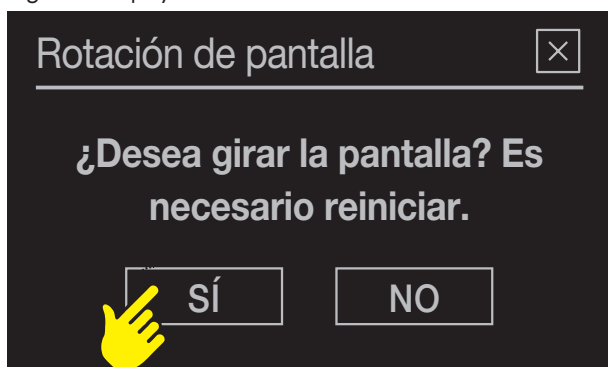 Rotación de pantalla
¿Desea girar la pantalla? Es
necesario reiniciar.
SÍ
NO